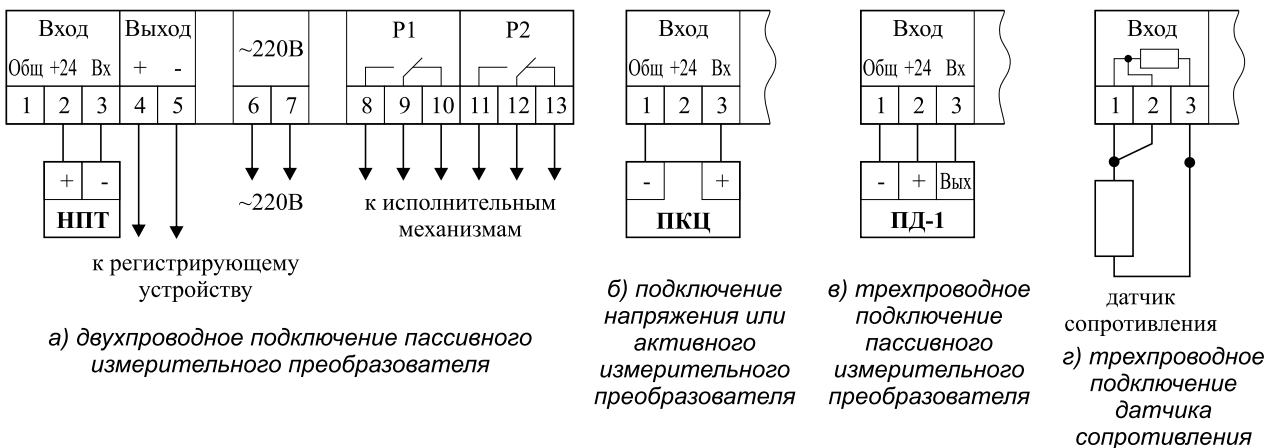 Вход Выход ~220В P1 P2
Общ +24 Вх + -
1 2 3 4 5 6 7 8 9 10 11 12 13
+ -
НПТ
~220В
к исполнительным
механизмам
к регистрирующему
устройству
а) двухпроводное подключение пассивного
измерительного преобразователя
Вход
Общ +24 Вх
1 2 3
- +
ПКЦ
б) подключение
напряжения или
активного
измерительного
преобразователя
Вход
Общ +24 Вх
1 2 3
- + Вых
ПД-1
в) трехпроводное
подключение
пассивного
измерительного
преобразователя
Вход
1 2 3
датчик
сопротивления
г) трехпроводное
подключение
датчика
сопротивления